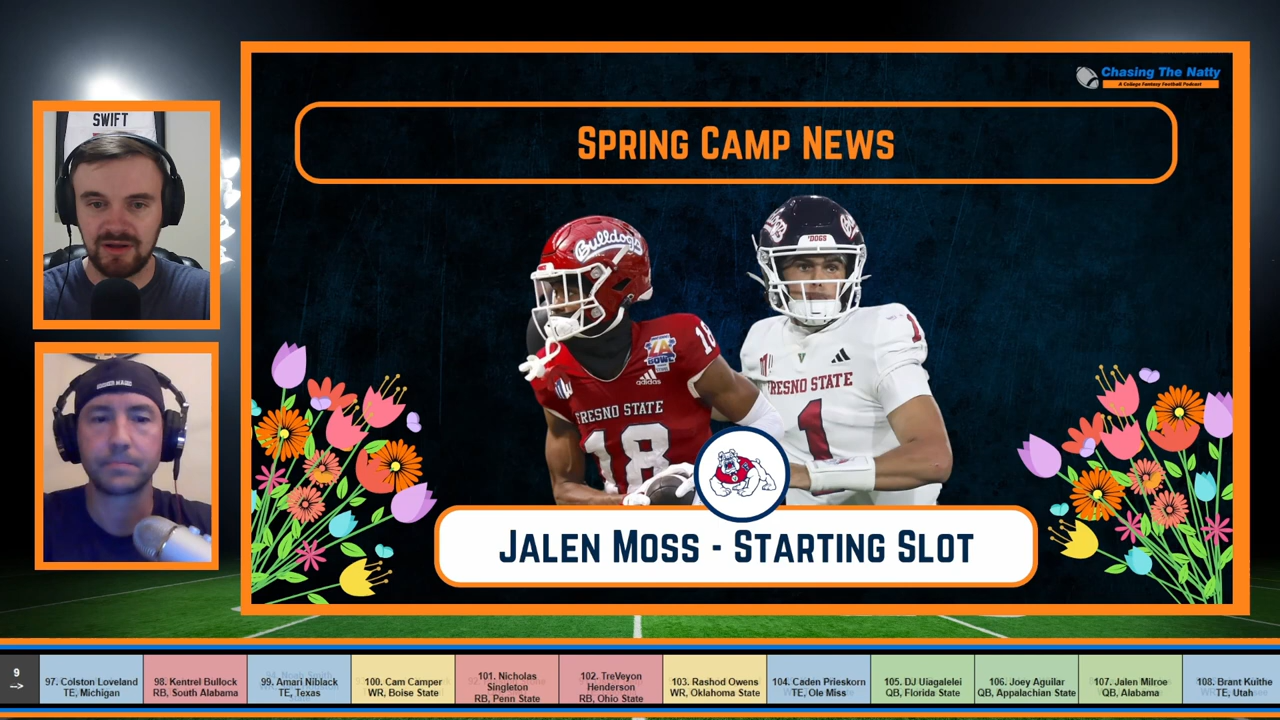 SWIFT
Chasing The Natty
A College Fantasy Football Podcast
SPRING CAMP NEWS
Bulldogs
'DOGS
18
adidas
FRESNO STATE
18
1
FRESNO STATE
1
JALEN MOSS - STARTING SLOT
9
-->
97. Colston Loveland
TE, Michigan
98. Kentrel Bullock
RB, South Alabama
99. Amari Niblack
TE, Texas
100. Cam Camper
WR, Boise State
101. Nicholas
Singleton
RB, Penn State
102. TreVeyon
Henderson
RB, Ohio State
103. Rashod Owens
WR, Oklahoma State
104. Caden Prieskorn
TE, Ole Miss
105. DJ Uiagalelei
QB, Florida State
106. Joey Aguilar
QB, Appalachian State
107. Jalen Milroe
QB, Alabama
108. Brant Kuithe
TE, Utah